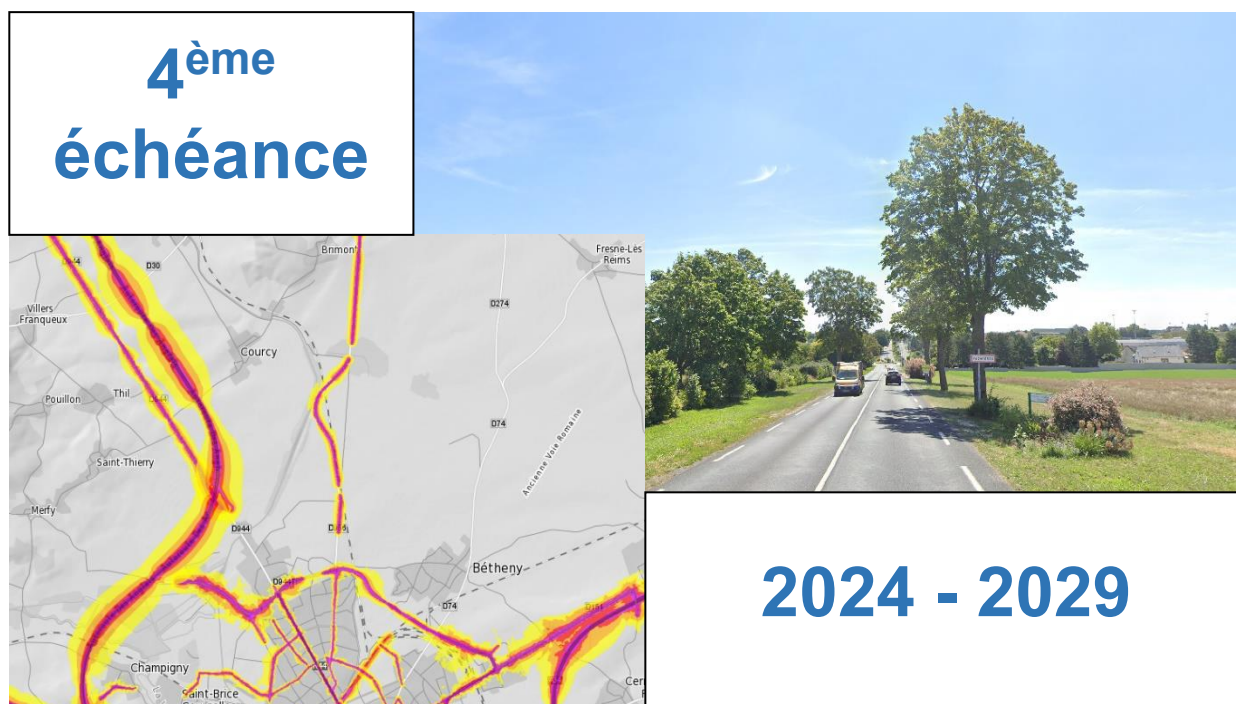 4ème
échéance
Brimont
Fresne-Lès
Reims
D30
Villers
Franqueux
D274
Courcy
Thil
Pouillon
D74
Ancienne Voie Romaine
Saint-Thierry
Merfy
D944
Bétheny
D74
Champigny
Saint-Brice
2024 - 2029